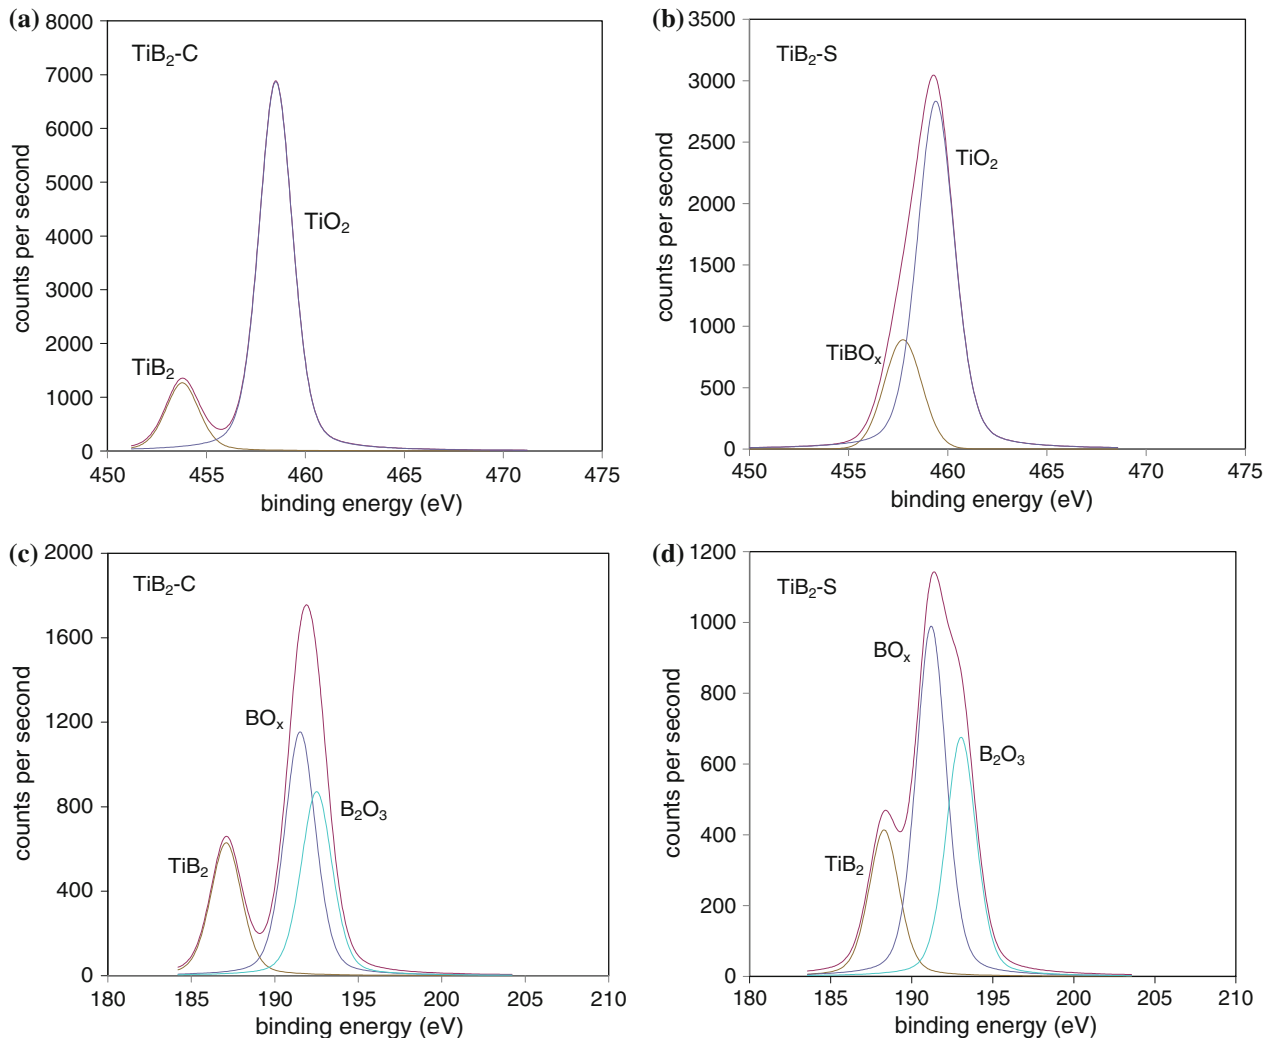 (a)
TiB₂-C
8000
7000
6000
5000
4000
3000
2000
1000
0
counts per second
TiB₂
TiO₂
450 455 460 465 470 475
binding energy (eV)
(b)
TiB₂-S
3500
3000
2500
2000
1500
1000
500
0
counts per second
TiO₂
TiBOₓ
450 455 460 465 470 475
binding energy (eV)
(c)
TiB₂-C
2000
1600
1200
800
400
0
counts per second
BOₓ
B₂O₃
TiB₂
180 185 190 195 200 205 210
binding energy (eV)
(d)
TiB₂-S
1200
1000
800
600
400
200
0
counts per second
BOₓ
B₂O₃
TiB₂
180 185 190 195 200 205 210
binding energy (eV)